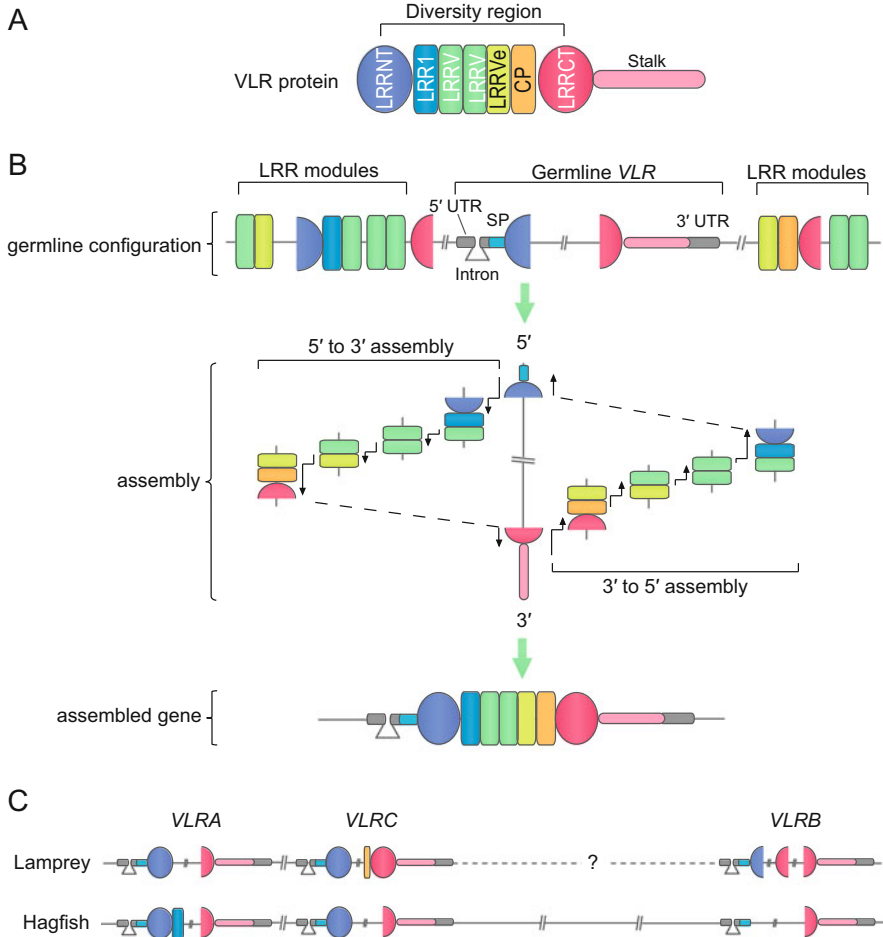 A
Diversity region
VLR protein
LRRNT
LRR1
LRRV
LRRV
LRRVe
CP
LRRCT
Stalk
B
LRR modules
Germline VLR
LRR modules
5′ UTR
SP
3′ UTR
germline configuration
Intron
5′ to 3′ assembly
5′
assembly
3′ to 5′ assembly
3′
assembled gene
C
VLRA
VLRC
VLRB
Lamprey
?
Hagfish